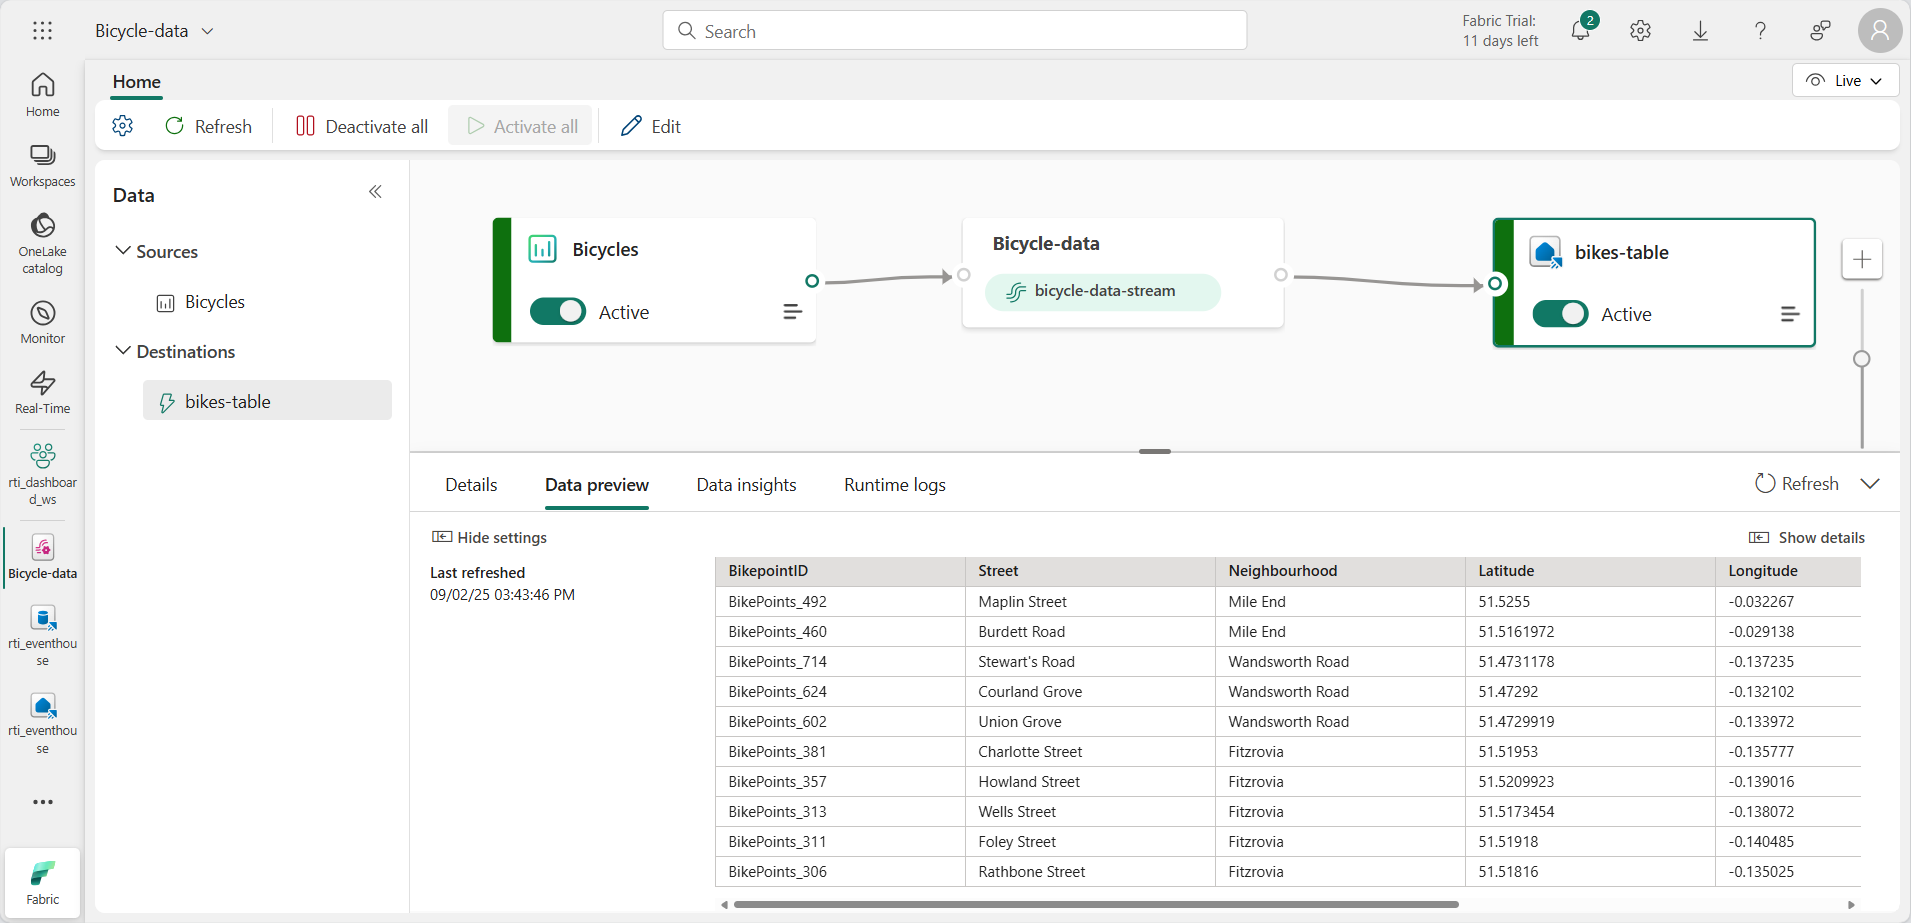 Bicycle-data
Search
Fabric Trial:
11 days left
2
Home
Workspaces
OneLake
catalog
Monitor
Real-Time
rti_dashboar
d_ws
Bicycle-data
rti_eventhou
se
rti_eventhou
se
Fabric
Home
Live
Refresh
Deactivate all
Activate all
Edit
Data
Sources
Bicycles
Destinations
bikes-table
Bicycles
Active
Bicycle-data
bicycle-data-stream
bikes-table
Active
Details
Data preview
Data insights
Runtime logs
Refresh
Hide settings
Show details
Last refreshed
09/02/25 03:43:46 PM
BikepointID Street Neighbourhood Latitude Longitude
BikePoints_492 Maplin Street Mile End 51.5255 -0.032267
BikePoints_460 Burdett Road Mile End 51.5161972 -0.029138
BikePoints_714 Stewart's Road Wandsworth Road 51.4731178 -0.137235
BikePoints_624 Courland Grove Wandsworth Road 51.47292 -0.132102
BikePoints_602 Union Grove Wandsworth Road 51.4729919 -0.133972
BikePoints_381 Charlotte Street Fitzrovia 51.51953 -0.135777
BikePoints_357 Howland Street Fitzrovia 51.5209923 -0.139016
BikePoints_313 Wells Street Fitzrovia 51.5173454 -0.138072
BikePoints_311 Foley Street Fitzrovia 51.51918 -0.140485
BikePoints_306 Rathbone Street Fitzrovia 51.51816 -0.135025